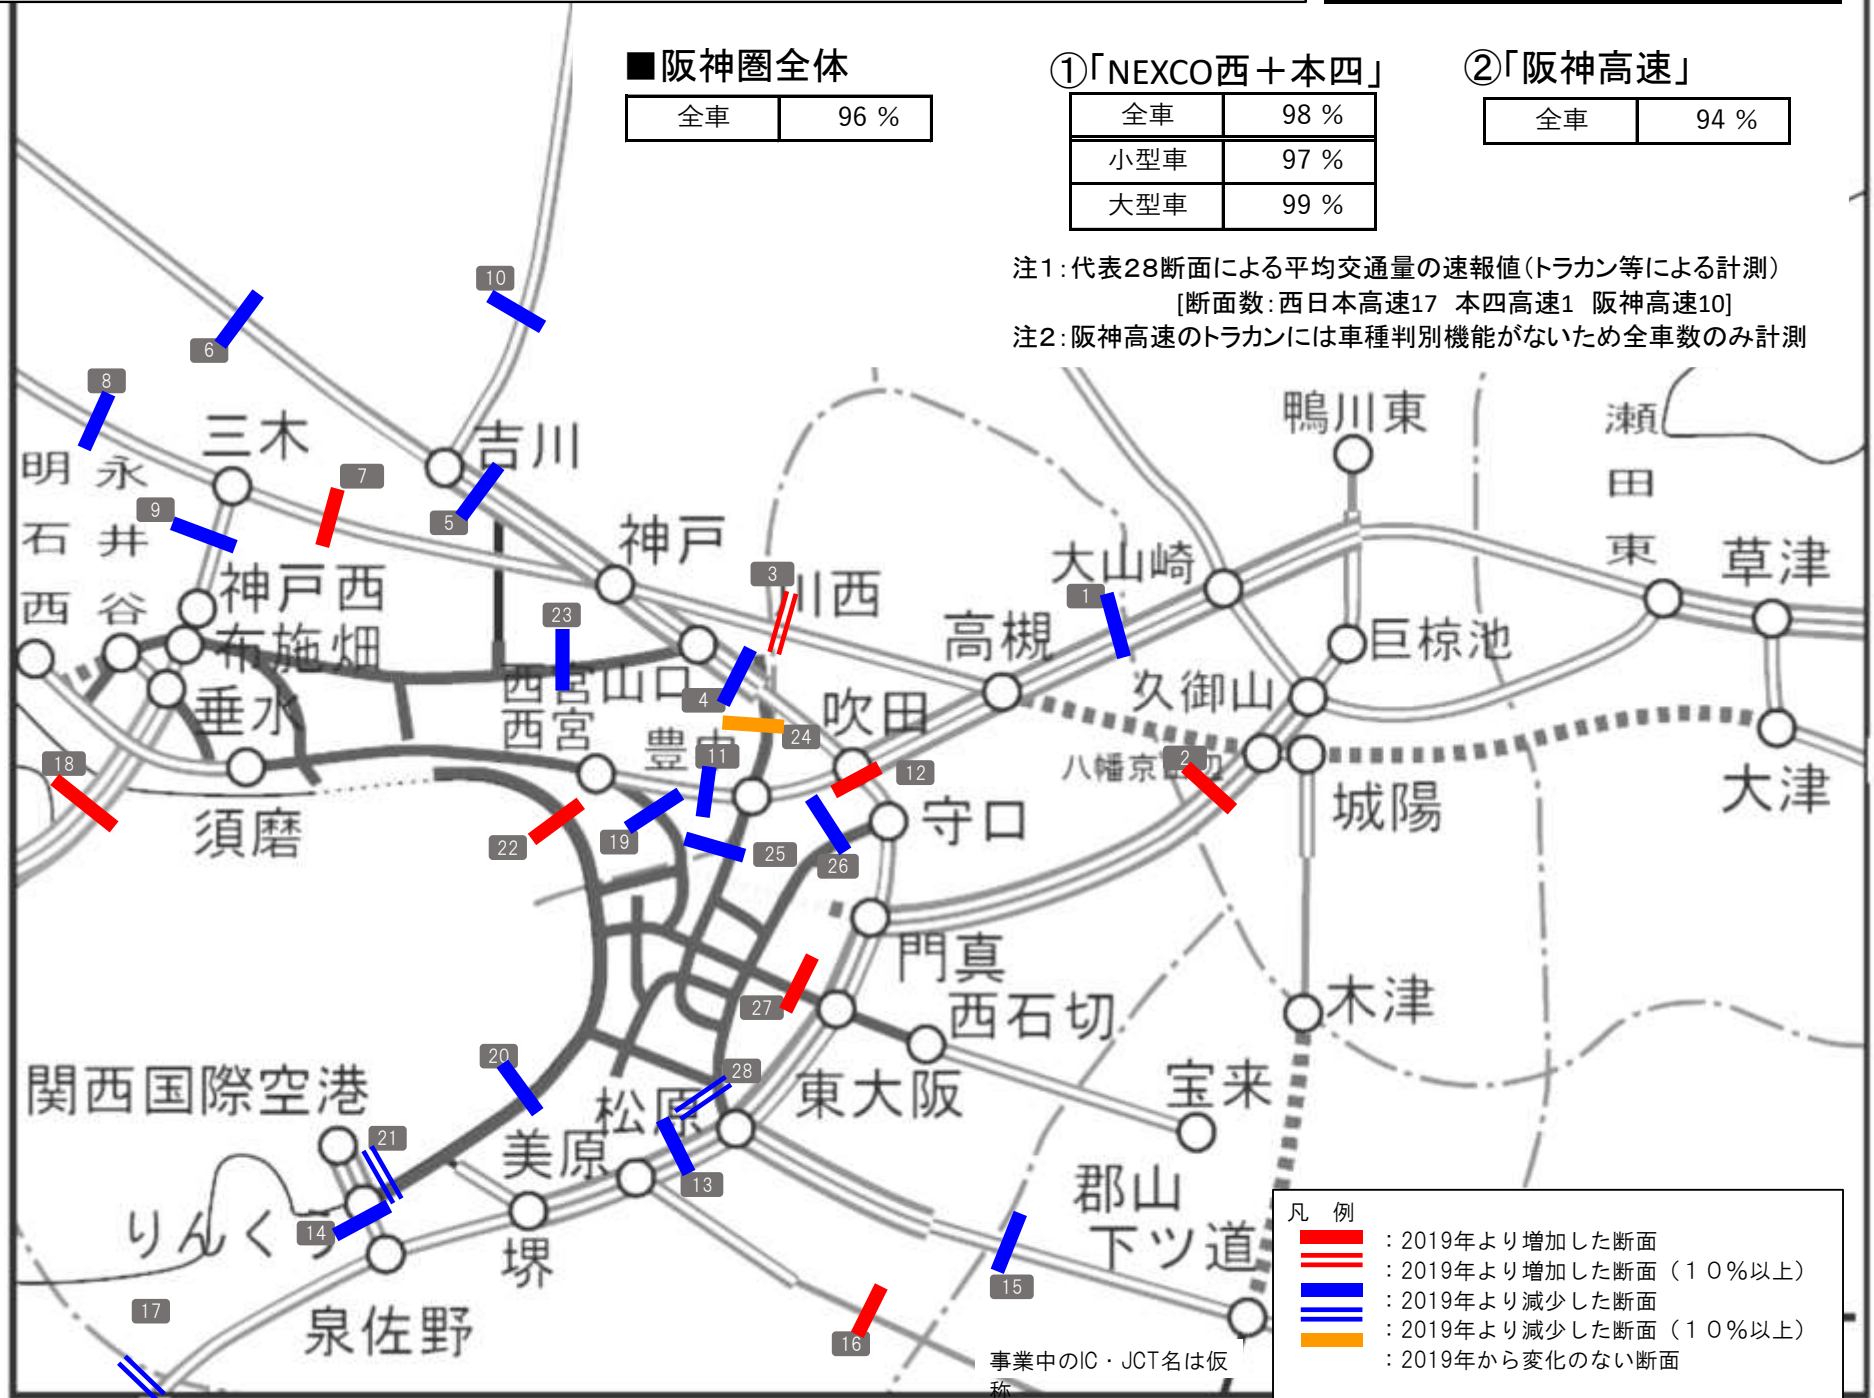 ■阪神圏全体
全車 96 %
①「NEXCO西＋本四」
全車 98 %
小型車 97 %
大型車 99 %
②「阪神高速」
全車 94 %
注1：代表28断面による平均交通量の速報値（トラカン等による計測）
[断面数：西日本高速17 本四高速1 阪神高速10]
注2：阪神高速のトラカンには車種判別機能がないため全車数のみ計測
10
6
8
三木
吉川
鴨川東
瀬田東
明石西
永井谷
7
9
5
神戸
大山崎
草津
神戸西
3
川西
1
布施畑
23
高槻
巨椋池
西宮山口
4
久御山
垂水
西宮
吹田
24
豊中
11
18
12
八幡京田辺
2
須磨
22
19
25
26
守口
城陽
大津
門真
27
西石切
木津
20
関西国際空港
松原
28
東大阪
宝来
21
美原
13
郡山
りんくう
14
下ツ道
堺
15
17
泉佐野
16
事業中のIC・JCT名は仮
称
凡 例
：2019年より増加した断面
：2019年より増加した断面（１０％以上）
：2019年より減少した断面
：2019年より減少した断面（１０％以上）
：2019年から変化のない断面